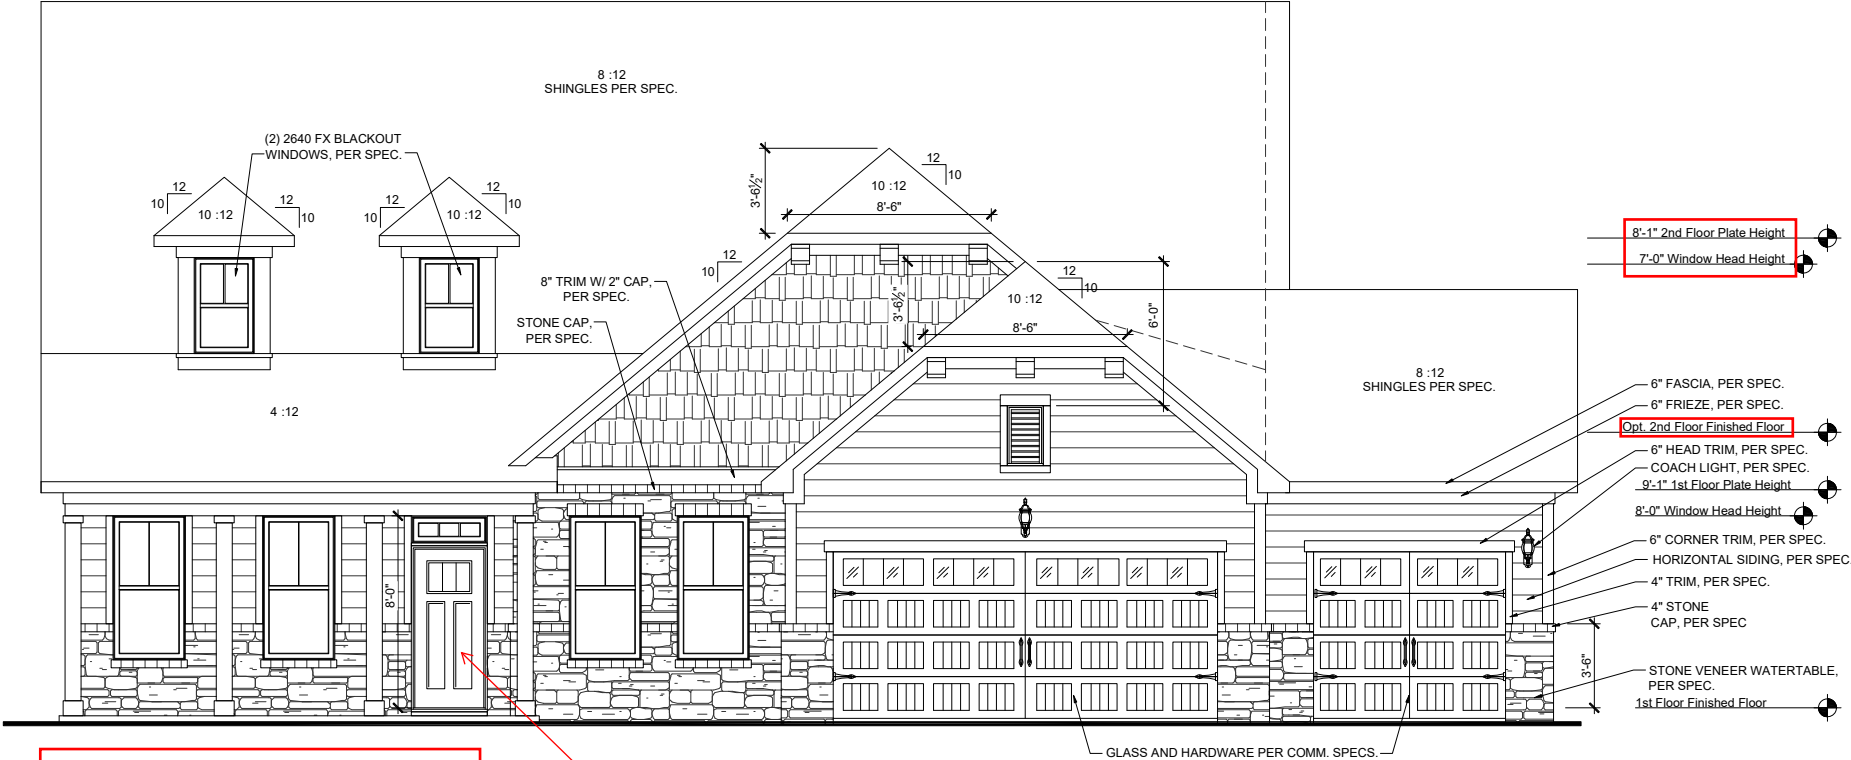 8 :12
SHINGLES PER SPEC.
(2) 2640 FX BLACKOUT
WINDOWS, PER SPEC.
12
10
10 :12
12
10
12
10
10 :12
12
10
3'-6½"
12
10
10 :12
8'-6"
12
10
8" TRIM W/ 2" CAP,
PER SPEC.
STONE CAP,
PER SPEC.
3'-6½"
12
10
10 :12
8'-6"
6'-0"
4 :12
8 :12
SHINGLES PER SPEC.
8'-0"
8'-1" 2nd Floor Plate Height
7'-0" Window Head Height
6" FASCIA, PER SPEC.
6" FRIEZE, PER SPEC.
Opt. 2nd Floor Finished Floor
6" HEAD TRIM, PER SPEC.
COACH LIGHT, PER SPEC.
9'-1" 1st Floor Plate Height
8'-0" Window Head Height
6" CORNER TRIM, PER SPEC.
HORIZONTAL SIDING, PER SPEC.
4" TRIM, PER SPEC.
4" STONE
CAP, PER SPEC
3'-6"
STONE VENEER WATERTABLE,
PER SPEC.
1st Floor Finished Floor
GLASS AND HARDWARE PER COMM. SPECS.